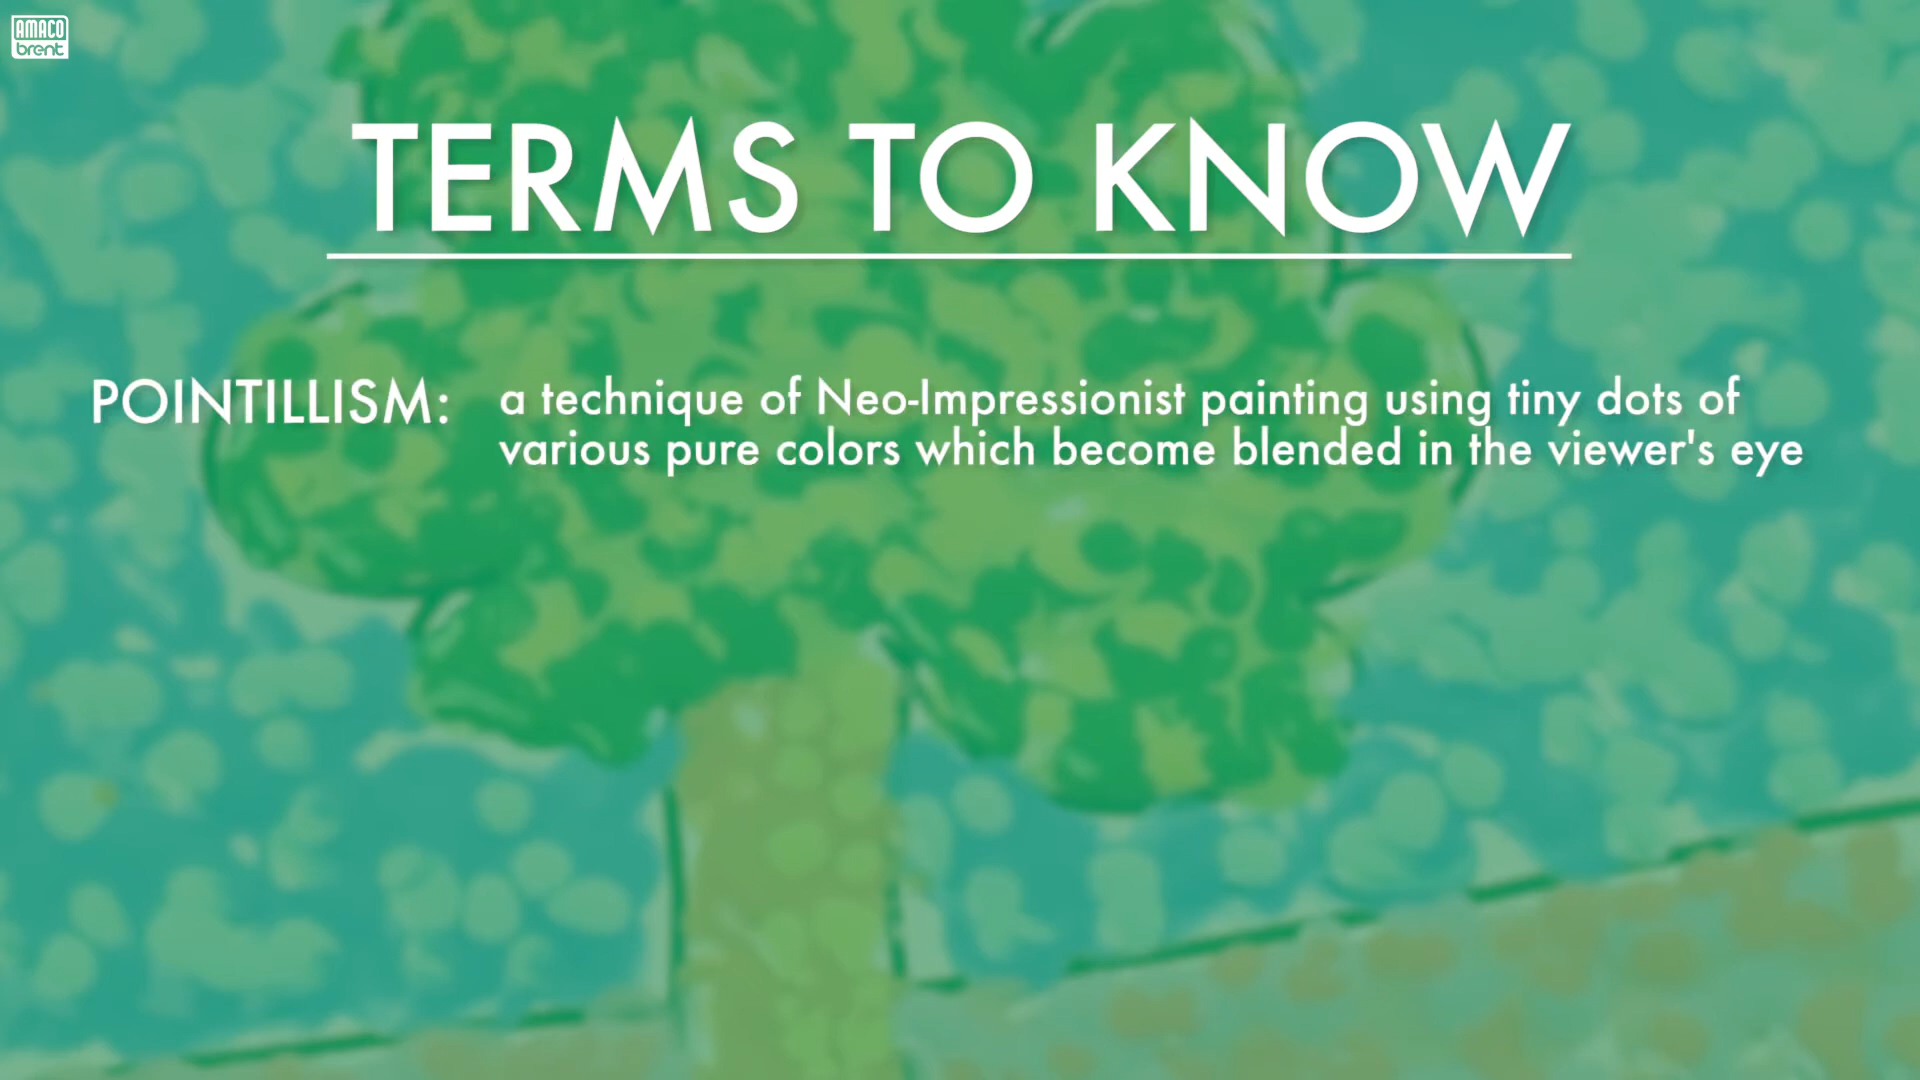 AMACO
brent
TERMS TO KNOW
POINTILLISM: a technique of Neo-Impressionist painting using tiny dots of
various pure colors which become blended in the viewer's eye